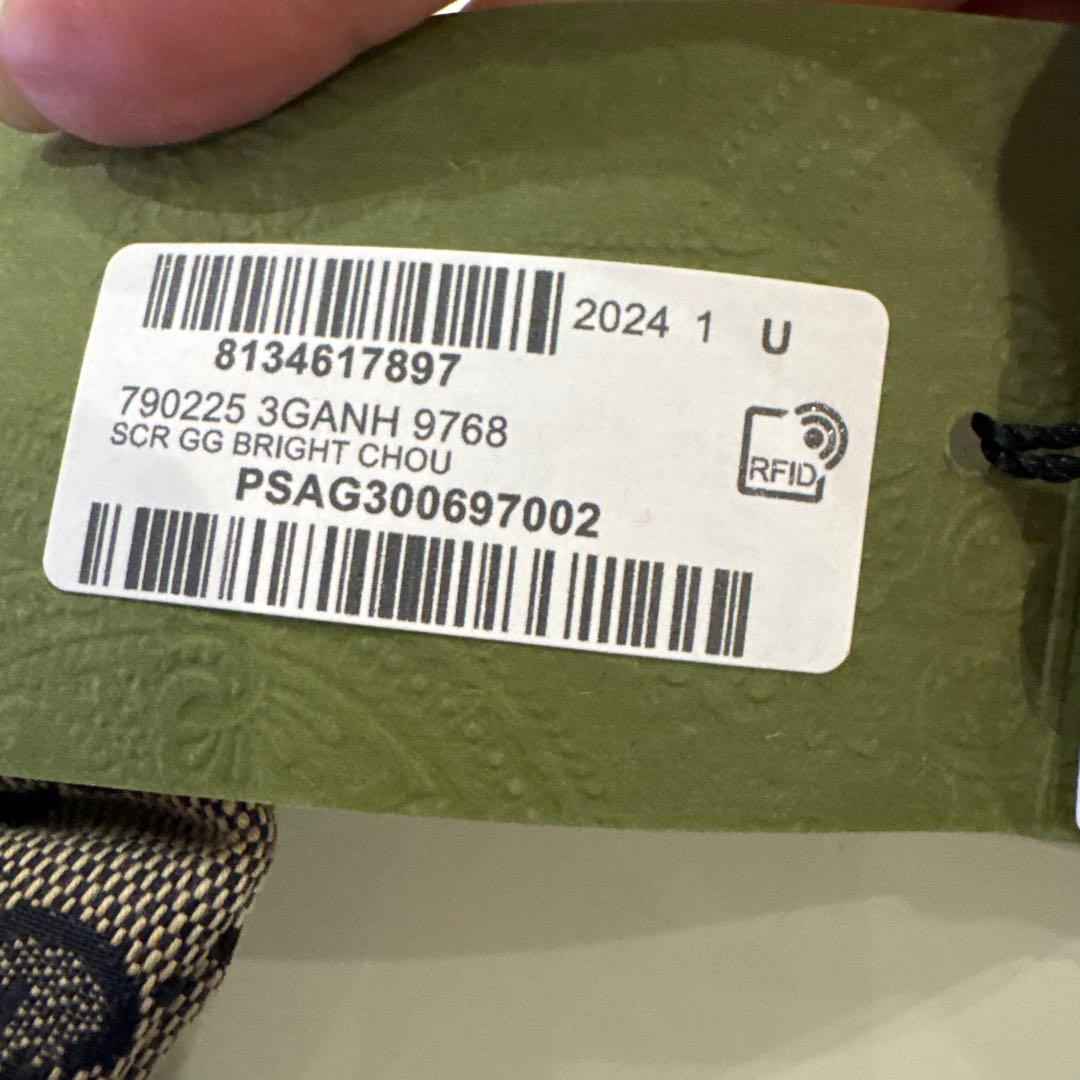 2024 1 U
8134617897
790225 3GANH 9768
SCR GG BRIGHT CHOU
RFID
PSAG300697002